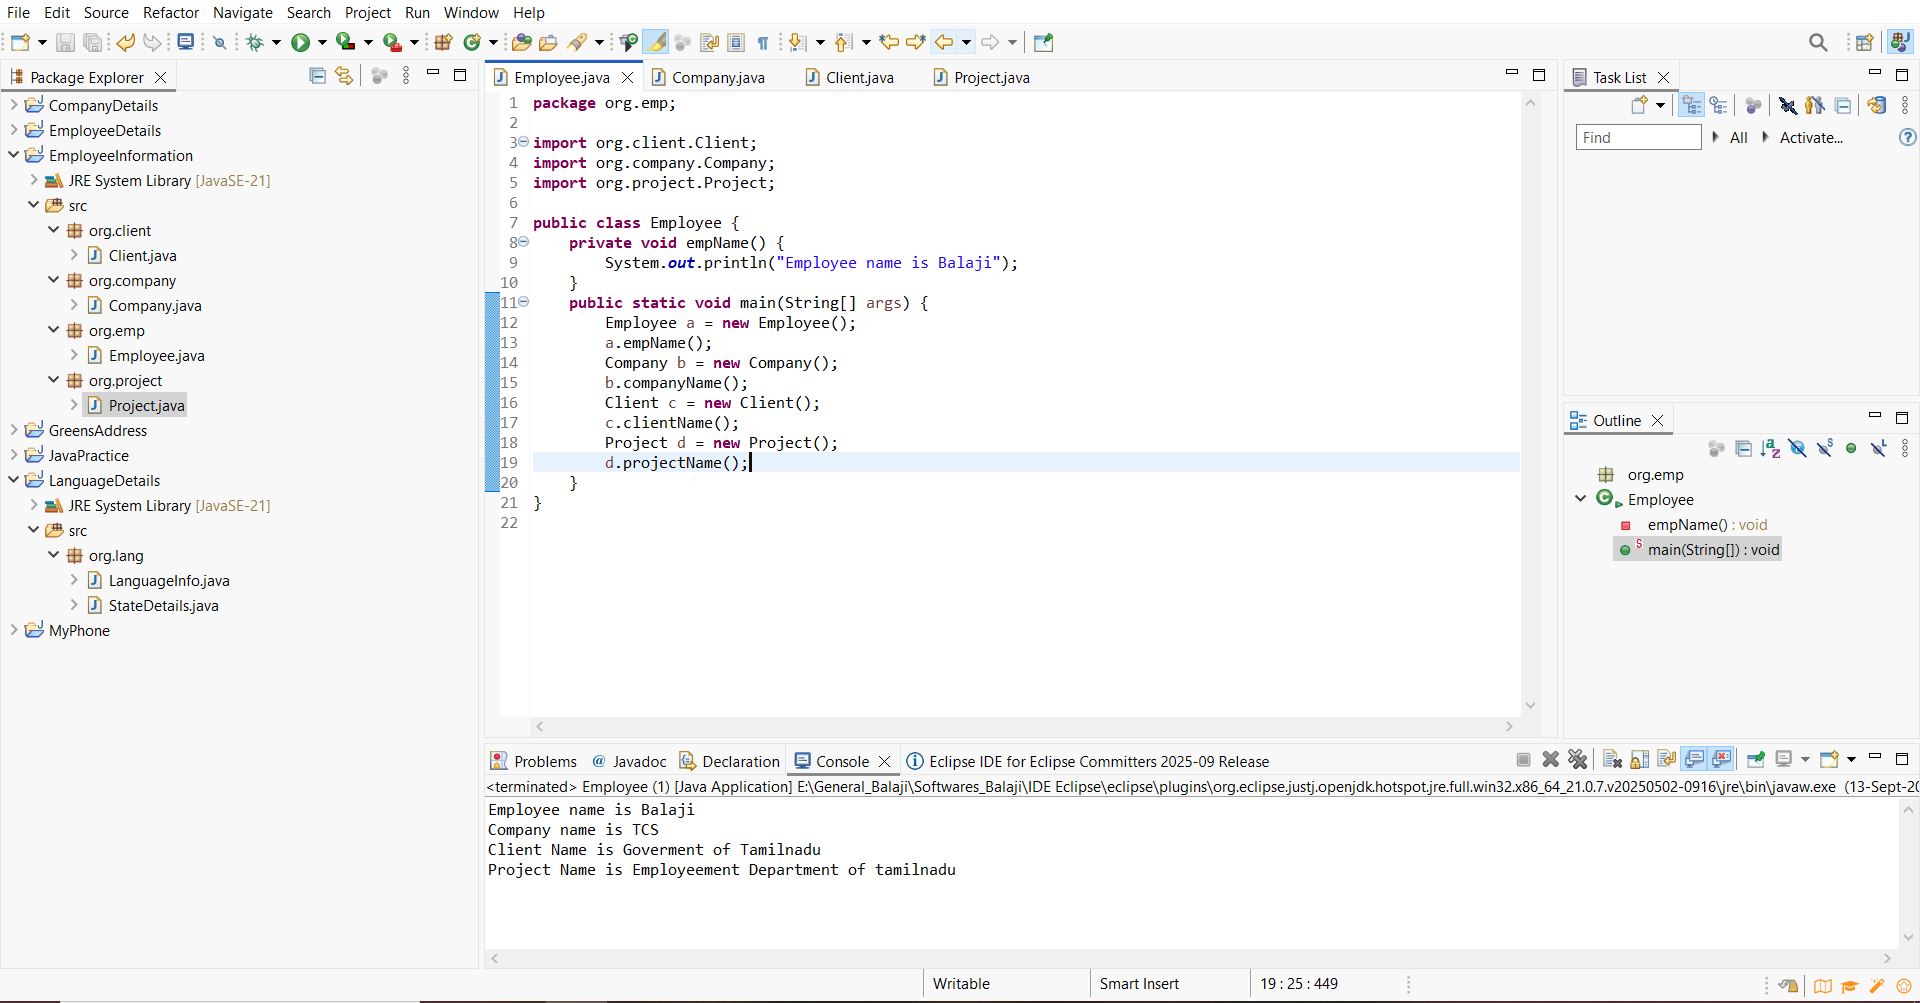 File Edit Source Refactor Navigate Search Project Run Window Help
Package Explorer
CompanyDetails
EmployeeDetails
EmployeeInformation
JRE System Library [JavaSE-21]
src
org.client
Client.java
org.company
Company.java
org.emp
Employee.java
org.project
Project.java
GreensAddress
JavaPractice
LanguageDetails
JRE System Library [JavaSE-21]
src
org.lang
LanguageInfo.java
StateDetails.java
MyPhone
Employee.java Company.java Client.java Project.java
1 package org.emp;
2
3 import org.client.Client;
4 import org.company.Company;
5 import org.project.Project;
6
7 public class Employee {
8 private void empName() {
9 System.out.println("Employee name is Balaji");
10 }
11 public static void main(String[] args) {
12 Employee a = new Employee();
13 a.empName();
14 Company b = new Company();
15 b.companyName();
16 Client c = new Client();
17 c.clientName();
18 Project d = new Project();
19 d.projectName();
20 }
21 }
22
Task List
Find All Activate...
Outline
org.emp
Employee
empName() : void
main(String[]) : void
Problems Javadoc Declaration Console Eclipse IDE for Eclipse Committers 2025-09 Release
<terminated> Employee (1) [Java Application] E:\General_Balaji\Softwares_Balaji\IDE Eclipse\eclipse\plugins\org.eclipse.justj.openjdk.hotspot.jre.full.win32.x86_64_21.0.7.v20250502-0916\jre\bin\javaw.exe (13-Sept-20
Employee name is Balaji
Company name is TCS
Client Name is Goverment of Tamilnadu
Project Name is Employeement Department of tamilnadu
Writable Smart Insert 19 : 25 : 449